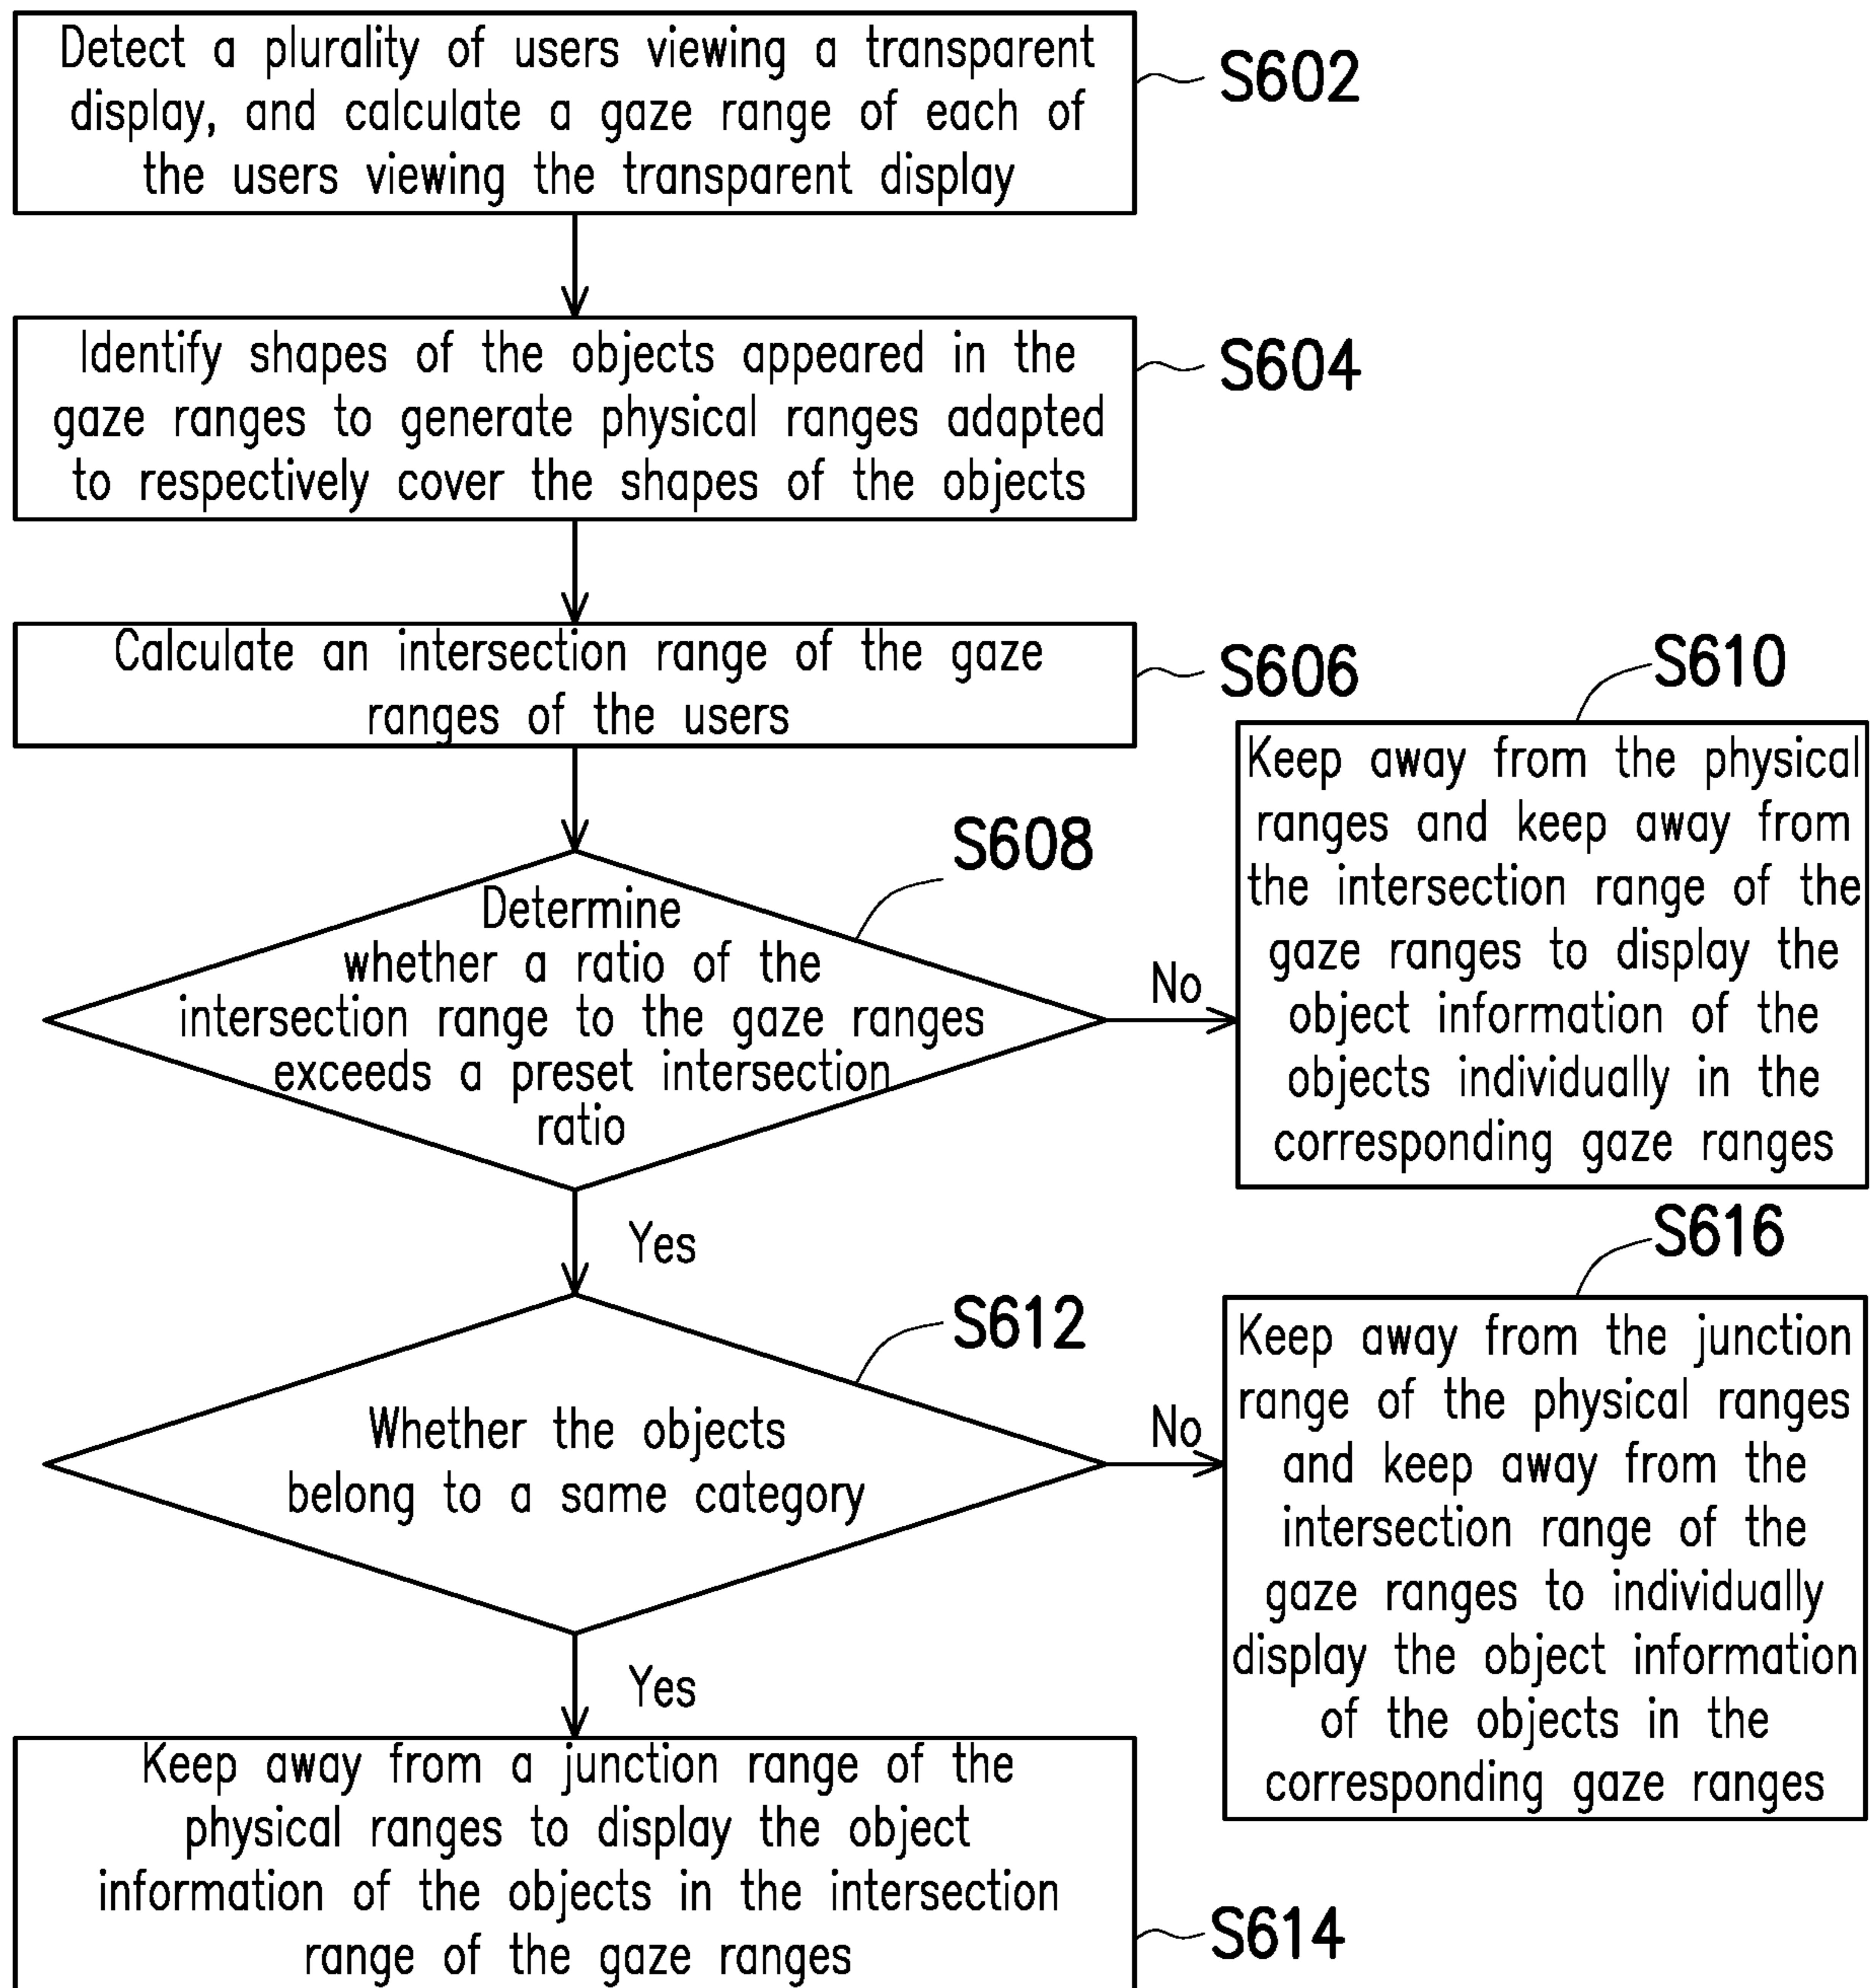 Detect a plurality of users viewing a transparent
display, and calculate a gaze range of each of
the users viewing the transparent display
S602
Identify shapes of the objects appeared in the
gaze ranges to generate physical ranges adapted
to respectively cover the shapes of the objects
S604
Calculate an intersection range of the gaze
ranges of the users
S606
S608
Determine
whether a ratio of the
intersection range to the gaze ranges
exceeds a preset intersection
ratio
No
S610
Keep away from the physical
ranges and keep away from
the intersection range of the
gaze ranges to display the
object information of the
objects individually in the
corresponding gaze ranges
Yes
S612
Whether the objects
belong to a same category
No
S616
Keep away from the junction
range of the physical ranges
and keep away from the
intersection range of the
gaze ranges to individually
display the object information
of the objects in the
corresponding gaze ranges
Yes
Keep away from a junction range of the
physical ranges to display the object
information of the objects in the intersection
range of the gaze ranges
S614